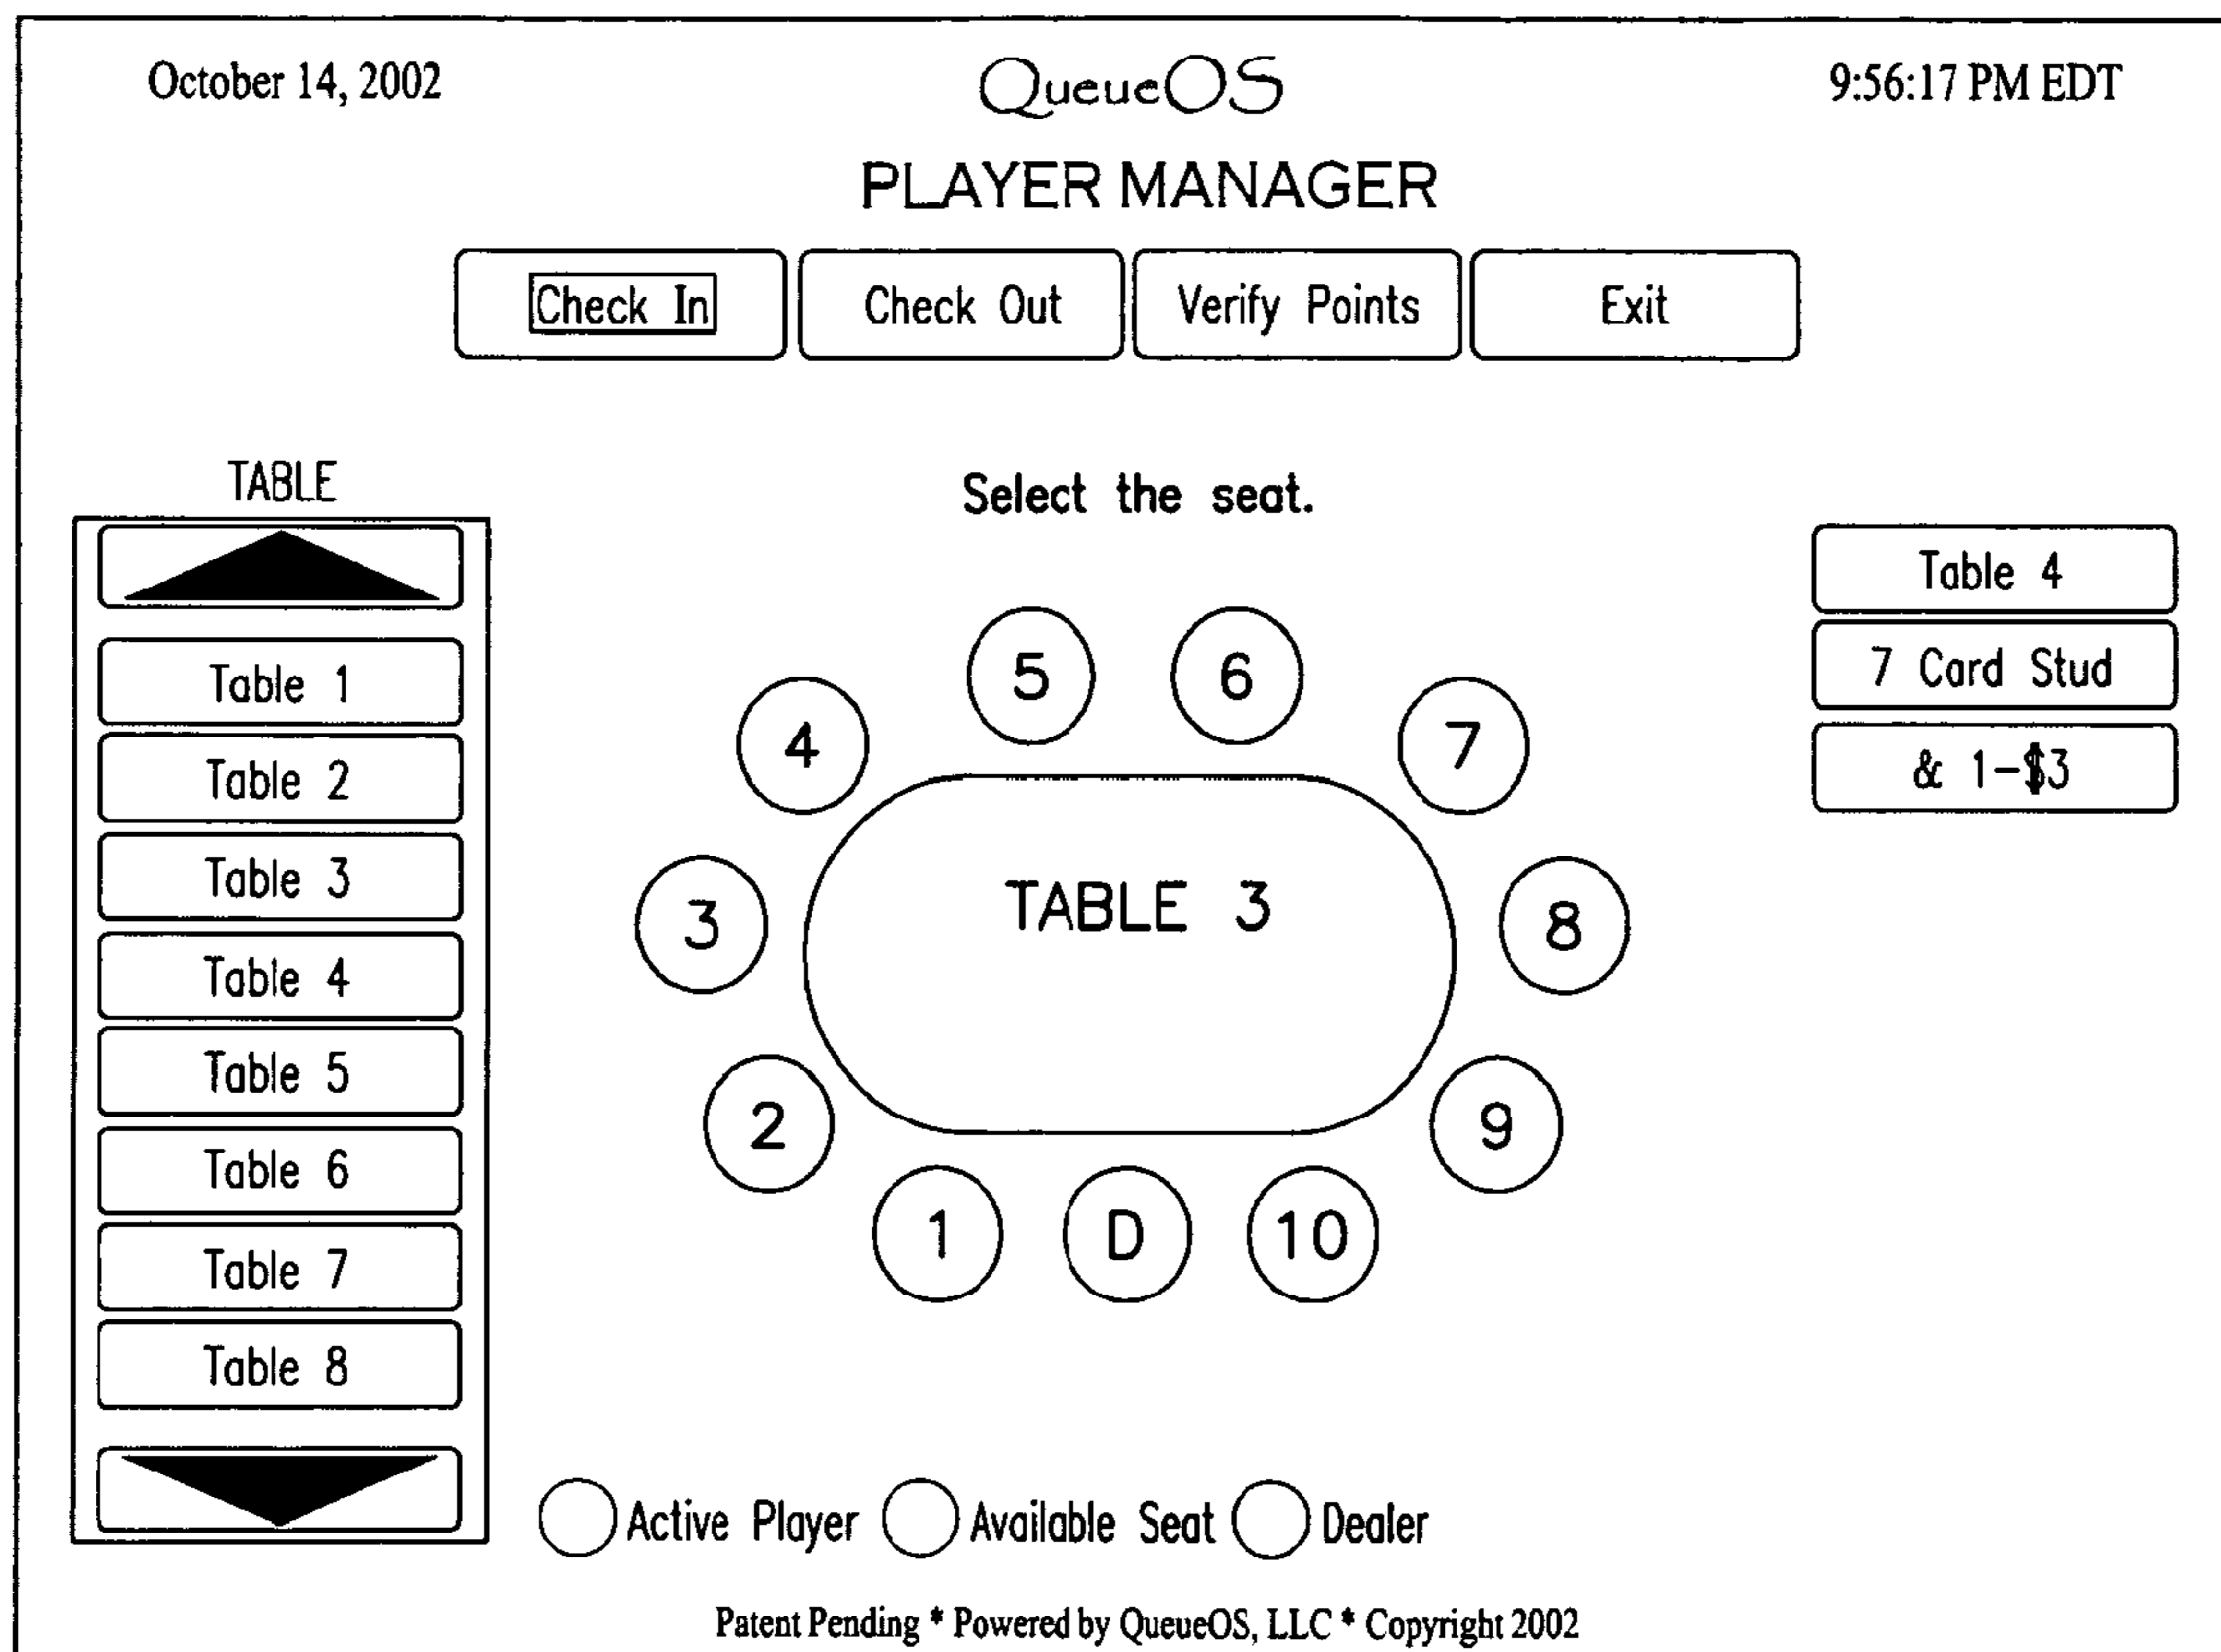 October 14, 2002
QueueOS
9:56:17 PM EDT
PLAYER MANAGER
Check In
Check Out
Verify Points
Exit
TABLE
Table 1
Table 2
Table 3
Table 4
Table 5
Table 6
Table 7
Table 8
Select the seat.
5
6
4
7
3
TABLE 3
8
2
9
1
D
10
Table 4
7 Card Stud
& 1-$3
Active Player
Available Seat
Dealer
Patent Pending * Powered by QueueOS, LLC * Copyright 2002